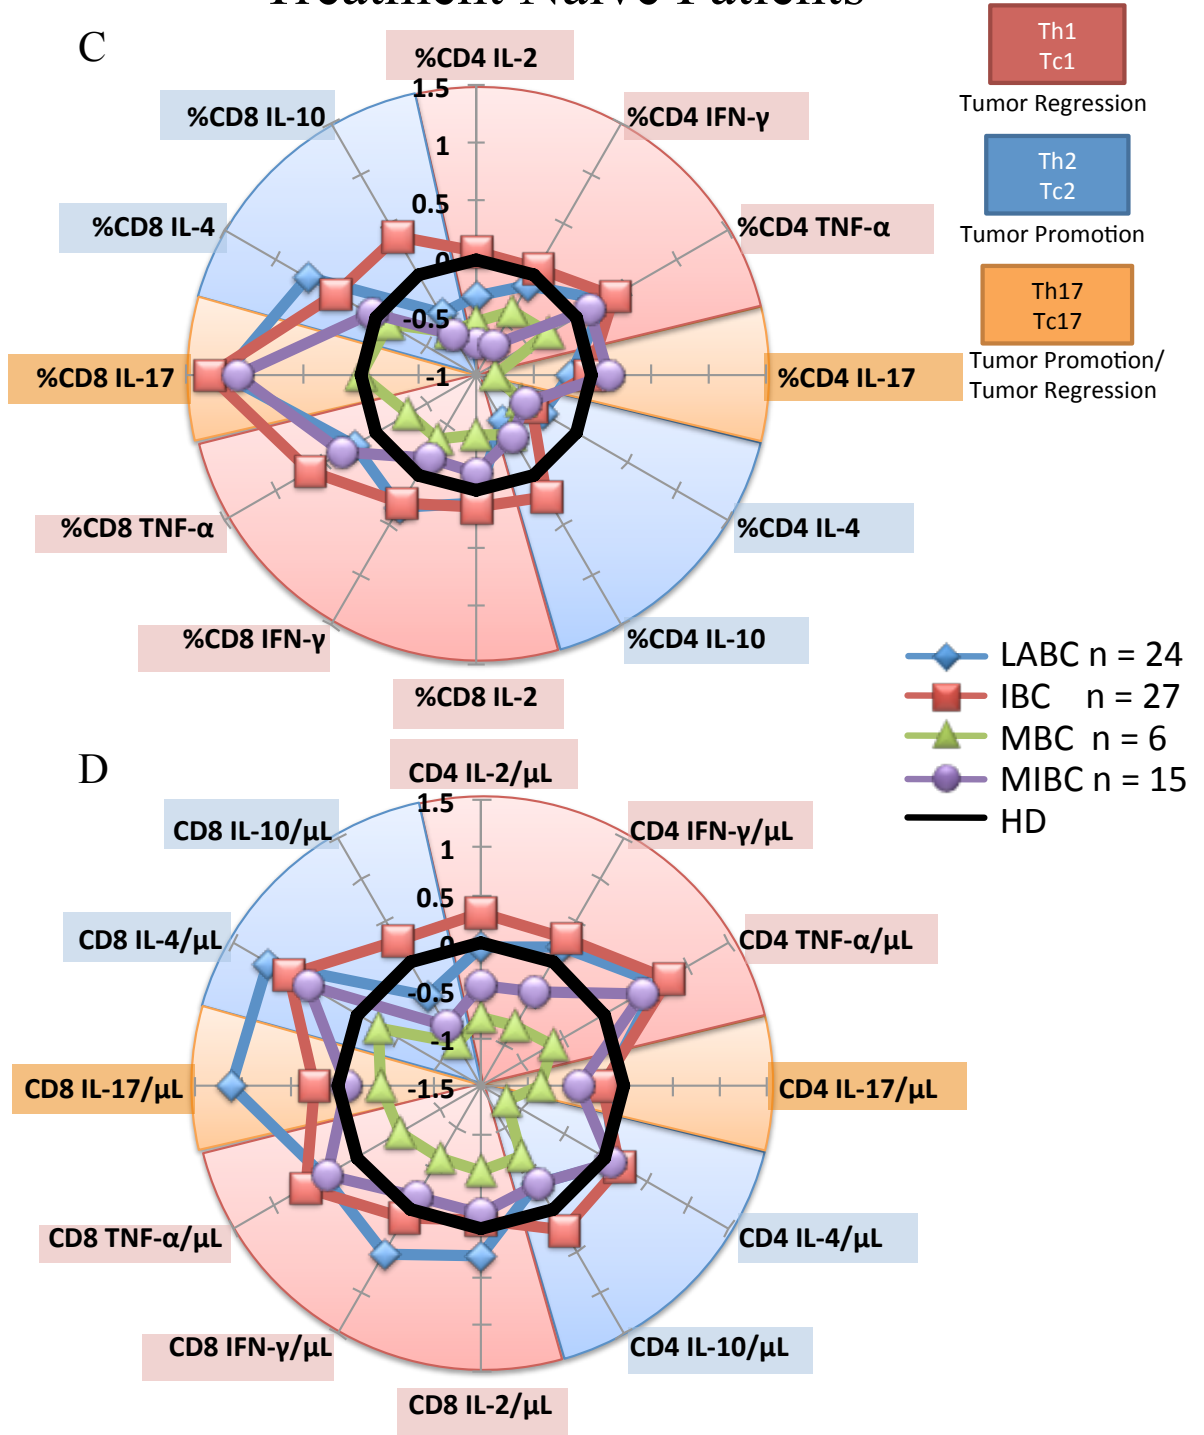 Treatment Naïve Patients
C
%CD4 IL-2
%CD8 IL-10
%CD4 IFN-γ
%CD8 IL-4
%CD4 TNF-α
%CD8 IL-17
%CD4 IL-17
%CD8 TNF-α
%CD4 IL-4
%CD8 IFN-γ
%CD4 IL-10
%CD8 IL-2
1.5
1
0.5
0
-0.5
-1
Th1
Tc1
Tumor Regression
Th2
Tc2
Tumor Promotion
Th17
Tc17
Tumor Promotion/
Tumor Regression
LABC n = 24
IBC n = 27
MBC n = 6
MIBC n = 15
HD
D
CD4 IL-2/μL
CD8 IL-10/μL
CD4 IFN-γ/μL
CD8 IL-4/μL
CD4 TNF-α/μL
CD8 IL-17/μL
CD4 IL-17/μL
CD8 TNF-α/μL
CD4 IL-4/μL
CD8 IFN-γ/μL
CD4 IL-10/μL
CD8 IL-2/μL
1.5
1
0.5
0
-0.5
-1
-1.5